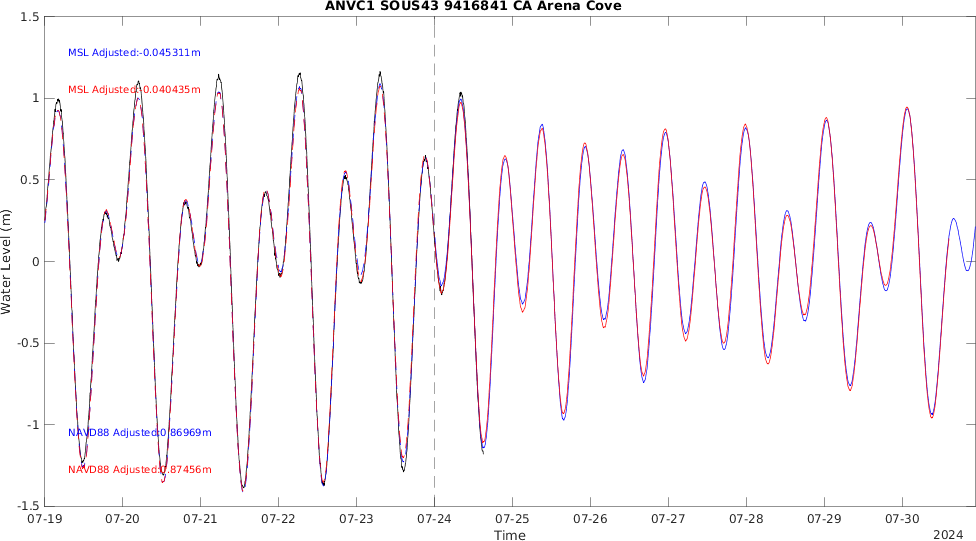 ANVC1 SOUS43 9416841 CA Arena Cove
1.5
1
0.5
0
-0.5
-1
-1.5
Water Level (m)
MSL Adjusted:-0.045311m
MSL Adjusted:-0.040435m
NAVD88 Adjusted:0.86969m
NAVD88 Adjusted:0.87456m
07-19 07-20 07-21 07-22 07-23 07-24 07-25 07-26 07-27 07-28 07-29 07-30
Time
2024